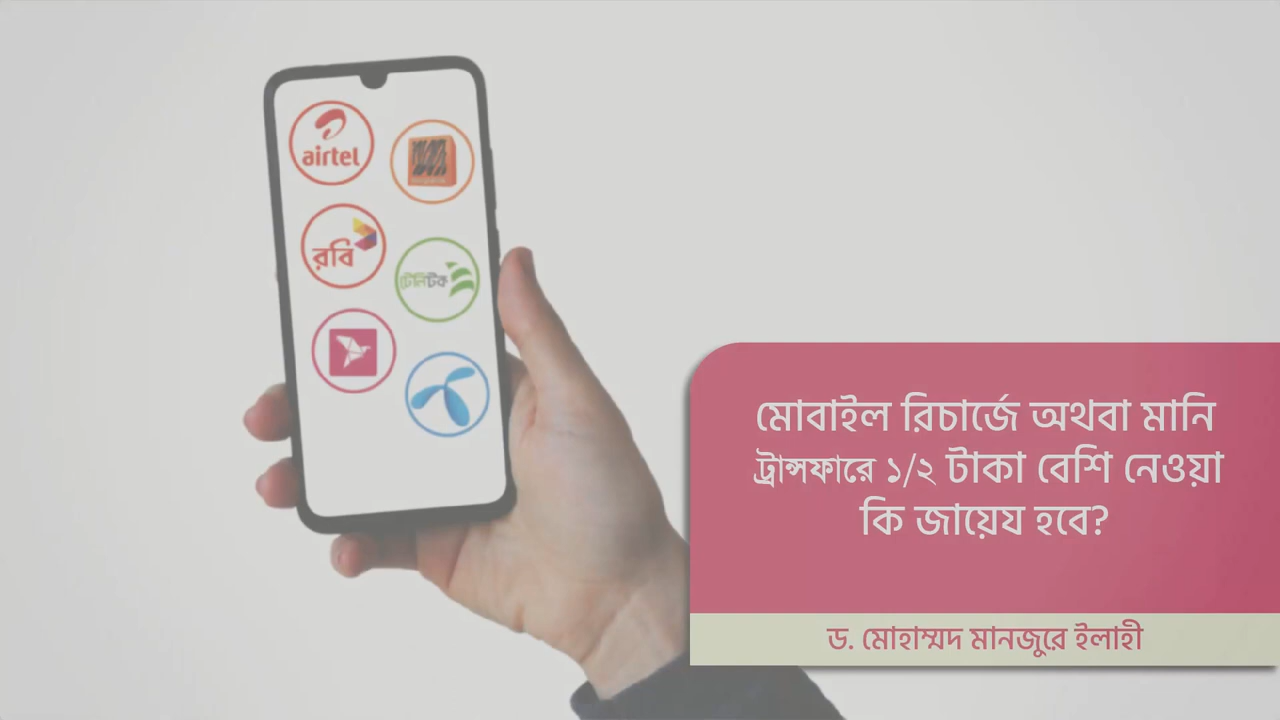 airtel
রবি
টেলিটক
মোবাইল রিচার্জে অথবা মানি
ট্রান্সফারে ১/২ টাকা বেশি নেওয়া
কি জায়েয হবে?
ড. মোহাম্মদ মানজুরে ইলাহী